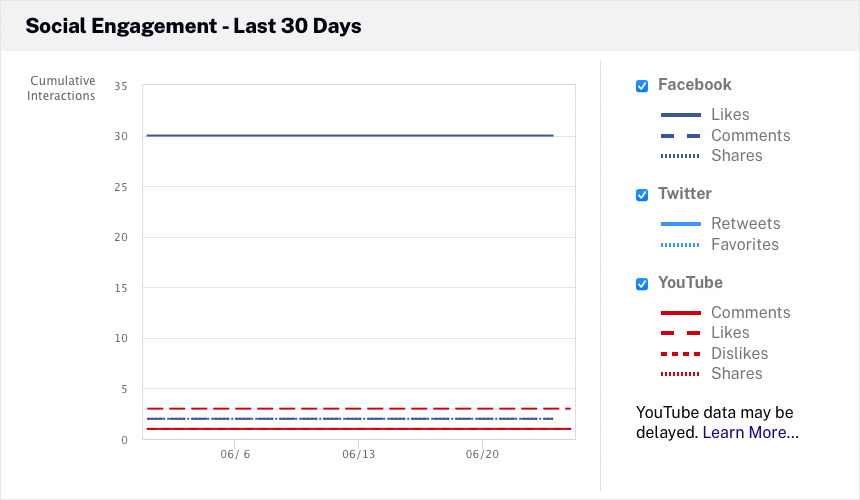 Social Engagement - Last 30 Days
Cumulative
Interactions
35
30
25
20
15
10
5
0
06/ 6
06/13
06/20
Facebook
Likes
Comments
Shares
Twitter
Retweets
Favorites
YouTube
Comments
Likes
Dislikes
Shares
YouTube data may be
delayed. Learn More...